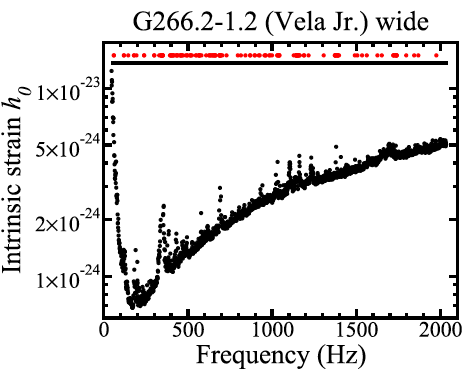 G266.2-1.2 (Vela Jr.) wide
Intrinsic strain h0
1×10-23
5×10-24
2×10-24
1×10-24
0 500 1000 1500 2000
Frequency (Hz)